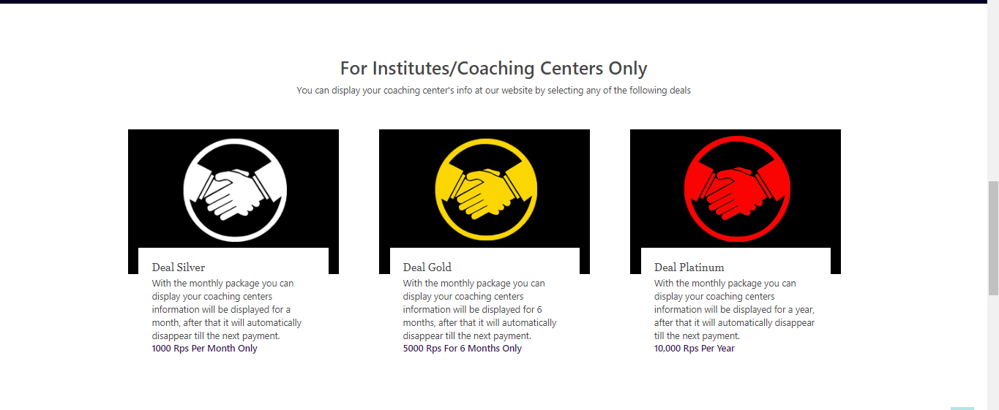 For Institutes/Coaching Centers Only
You can display your coaching center's info at our website by selecting any of the following deals
Deal Silver
With the monthly package you can
display your coaching centers
information will be displayed for a
month, after that it will automatically
disappear till the next payment.
1000 Rps Per Month Only
Deal Gold
With the monthly package you can
display your coaching centers
information will be displayed for 6
months, after that it will automatically
disappear till the next payment.
5000 Rps For 6 Months Only
Deal Platinum
With the monthly package you can
display your coaching centers
information will be displayed for a year,
after that it will automatically disappear
till the next payment.
10,000 Rps Per Year